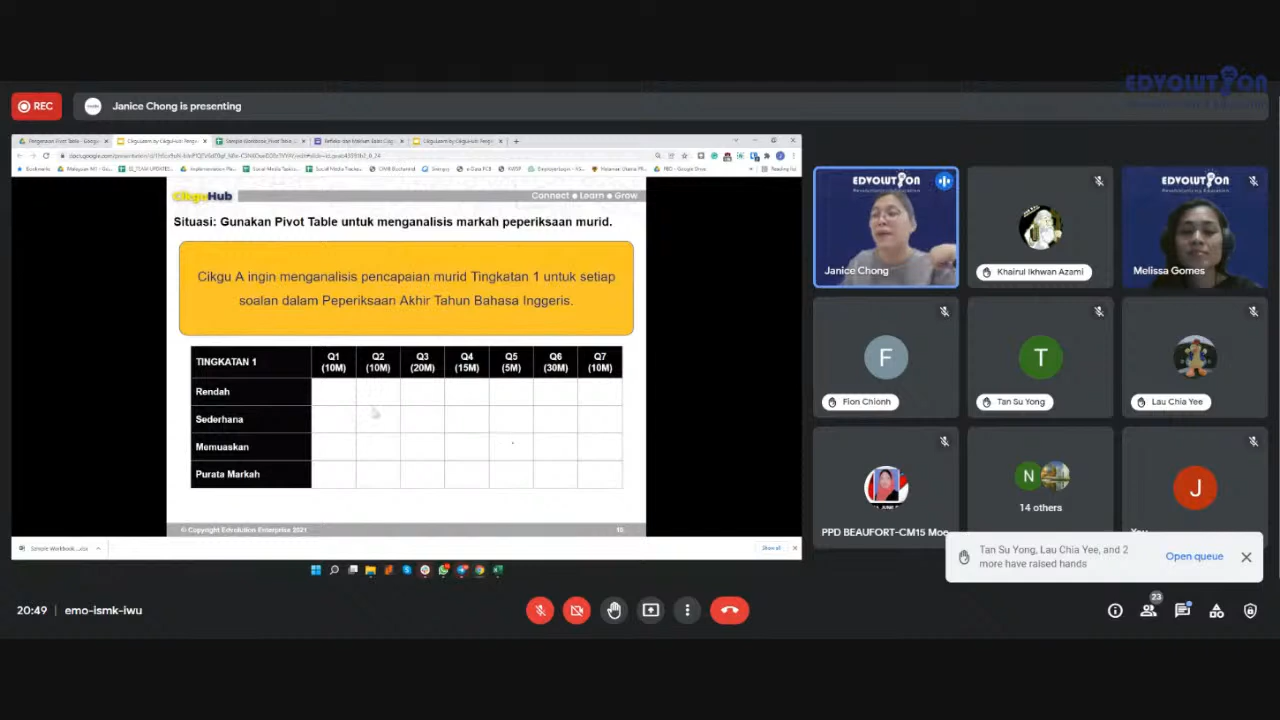 EDVOLUTION
REC
Janice Chong is presenting
CikguHub
Connect ● Learn ● Grow
Situasi: Gunakan Pivot Table untuk menganalisis markah peperiksaan murid.
Cikgu A ingin menganalisis pencapaian murid Tingkatan 1 untuk setiap
soalan dalam Peperiksaan Akhir Tahun Bahasa Inggeris.
TINGKATAN 1 Q1 (10M) Q2 (10M) Q3 (20M) Q4 (15M) Q5 (5M) Q6 (30M) Q7 (10M)
Rendah
Sederhana
Memuaskan
Purata Markah
© Copyright Edvolution Enterprise 2021
Show all
EDVOLUTION
Janice Chong
Khairul Ikhwan Azami
EDVOLUTION
Melissa Gomes
F
Fion Chionh
T
Tan Su Yong
Lau Chia Yee
PPD BEAUFORT-CM15 Moe
N
14 others
J
You
Tan Su Yong, Lau Chia Yee, and 2
more have raised hands
Open queue
20:49 | emo-ismk-iwu
23